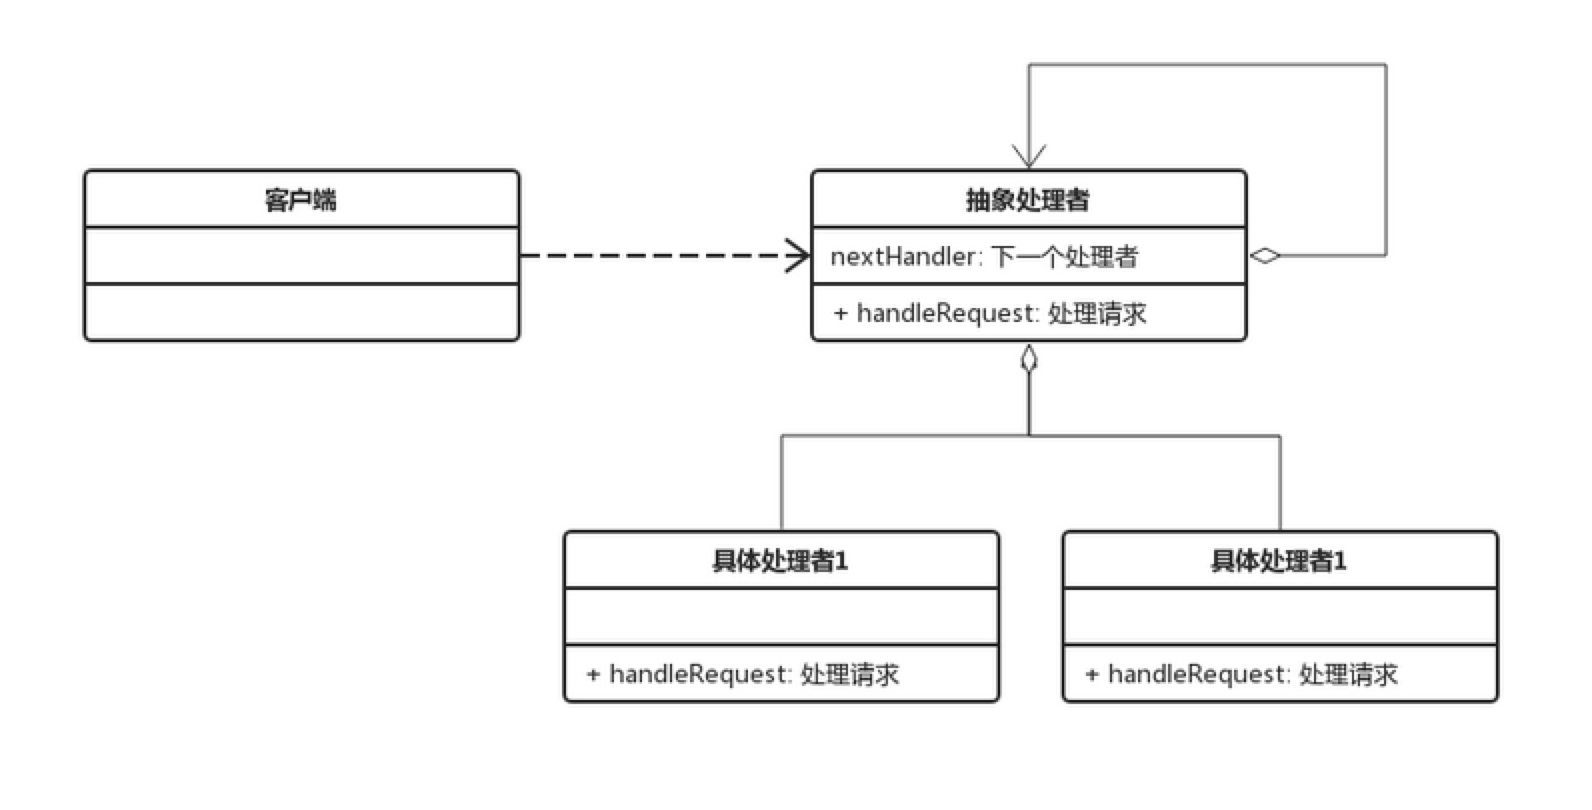 客户端
抽象处理者
nextHandler: 下一个处理者
+ handleRequest: 处理请求
具体处理者1
+ handleRequest: 处理请求
具体处理者1
+ handleRequest: 处理请求